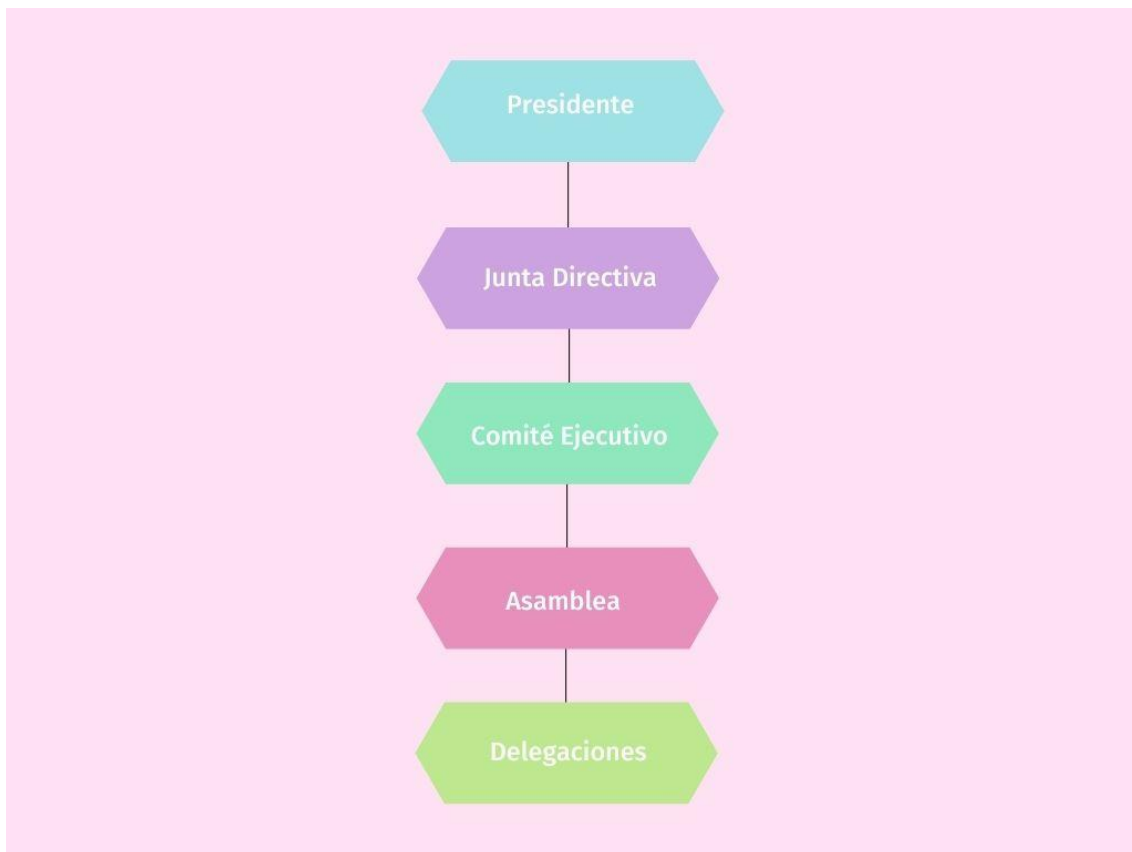 Presidente
Junta Directiva
Comité Ejecutivo
Asamblea
Delegaciones